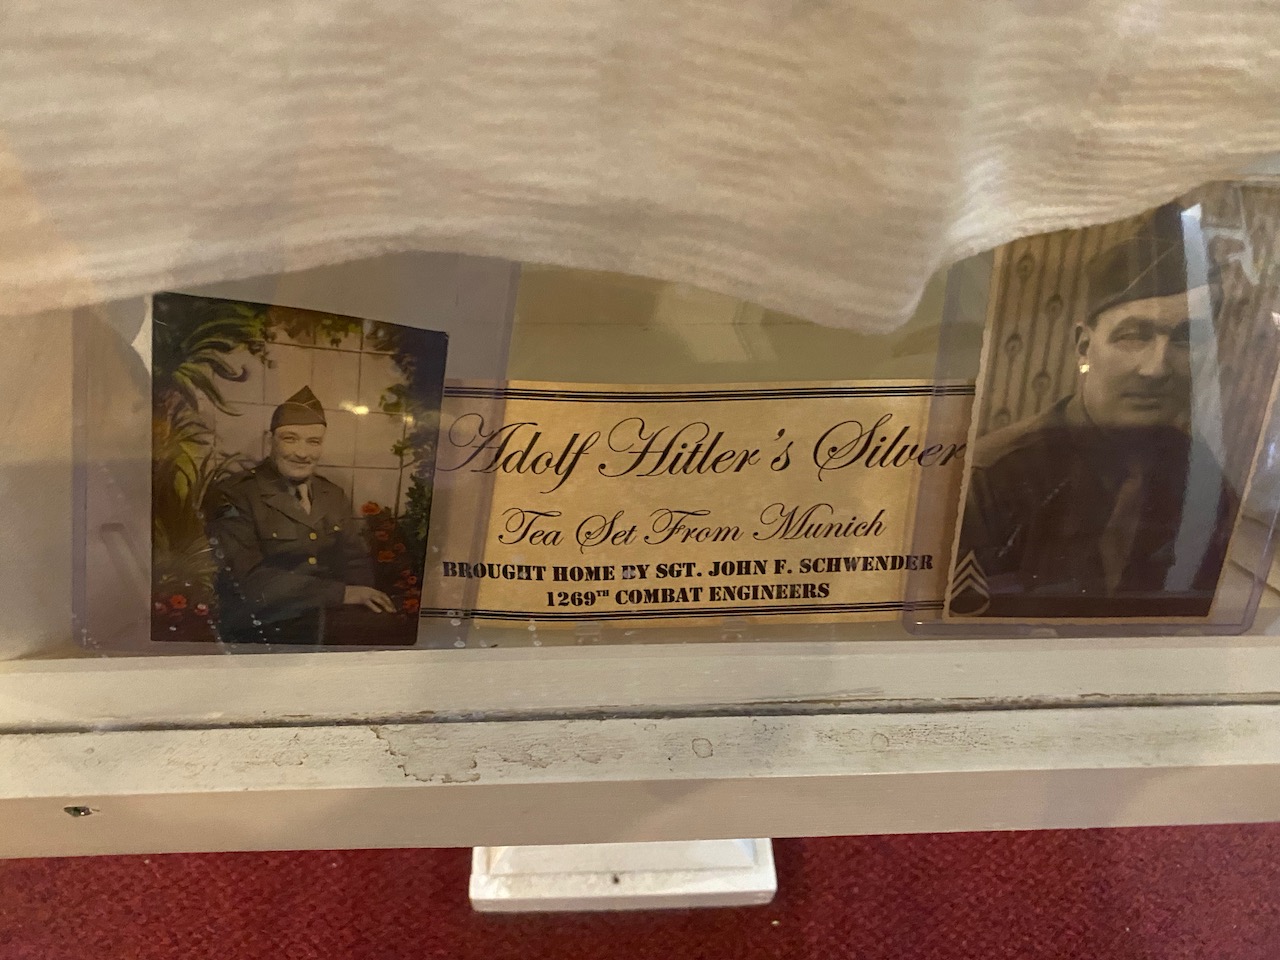 Adolf Hitler's Silver
Tea Set From Munich
BROUGHT HOME BY SGT. JOHN F. SCHWENDER
1269TH COMBAT ENGINEERS